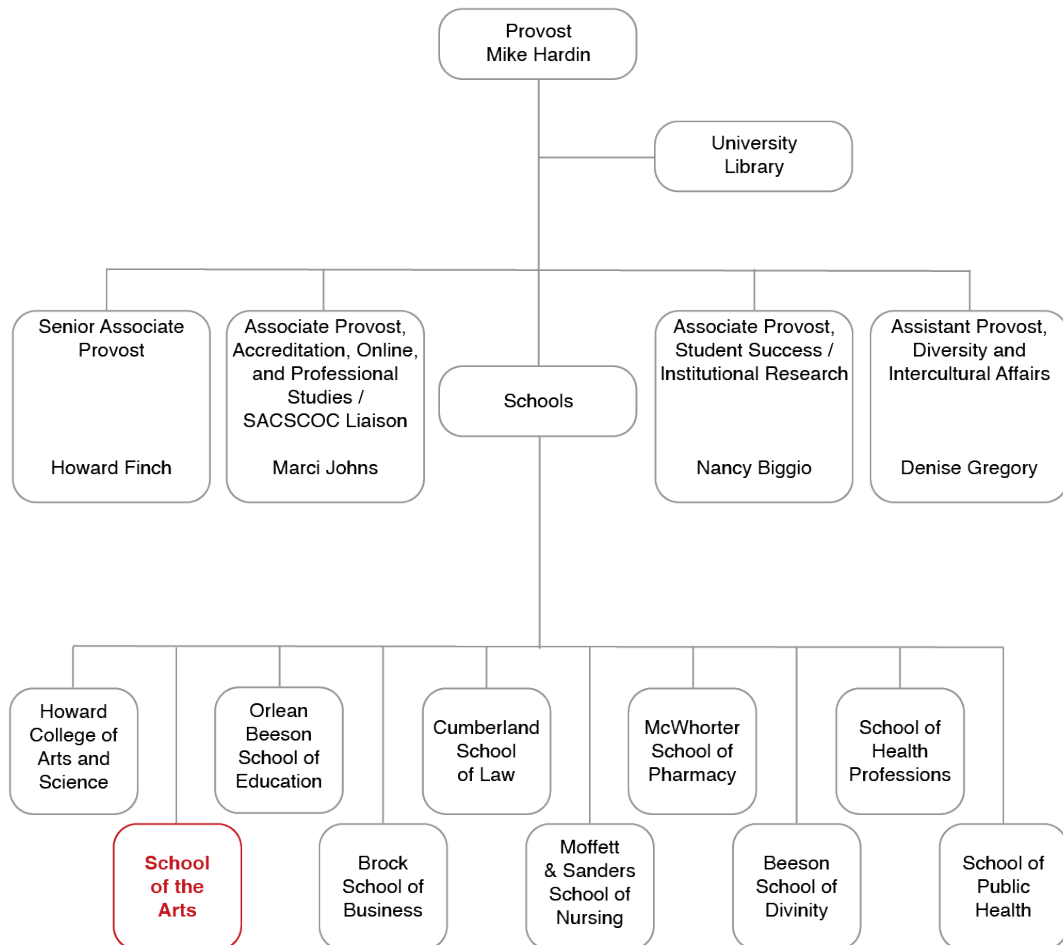 Provost
Mike Hardin
University
Library
Senior Associate
Provost
Howard Finch
Associate Provost,
Accreditation, Online,
and Professional
Studies /
SACSCOC Liaison
Marci Johns
Schools
Associate Provost,
Student Success /
Institutional Research
Nancy Biggio
Assistant Provost,
Diversity and
Intercultural Affairs
Denise Gregory
Howard
College of
Arts and
Science
School
of the
Arts
Orlean
Beeson
School of
Education
Brock
School of
Business
Cumberland
School
of Law
Moffett
& Sanders
School of
Nursing
McWhorter
School of
Pharmacy
Beeson
School of
Divinity
School of
Health
Professions
School of
Public
Health